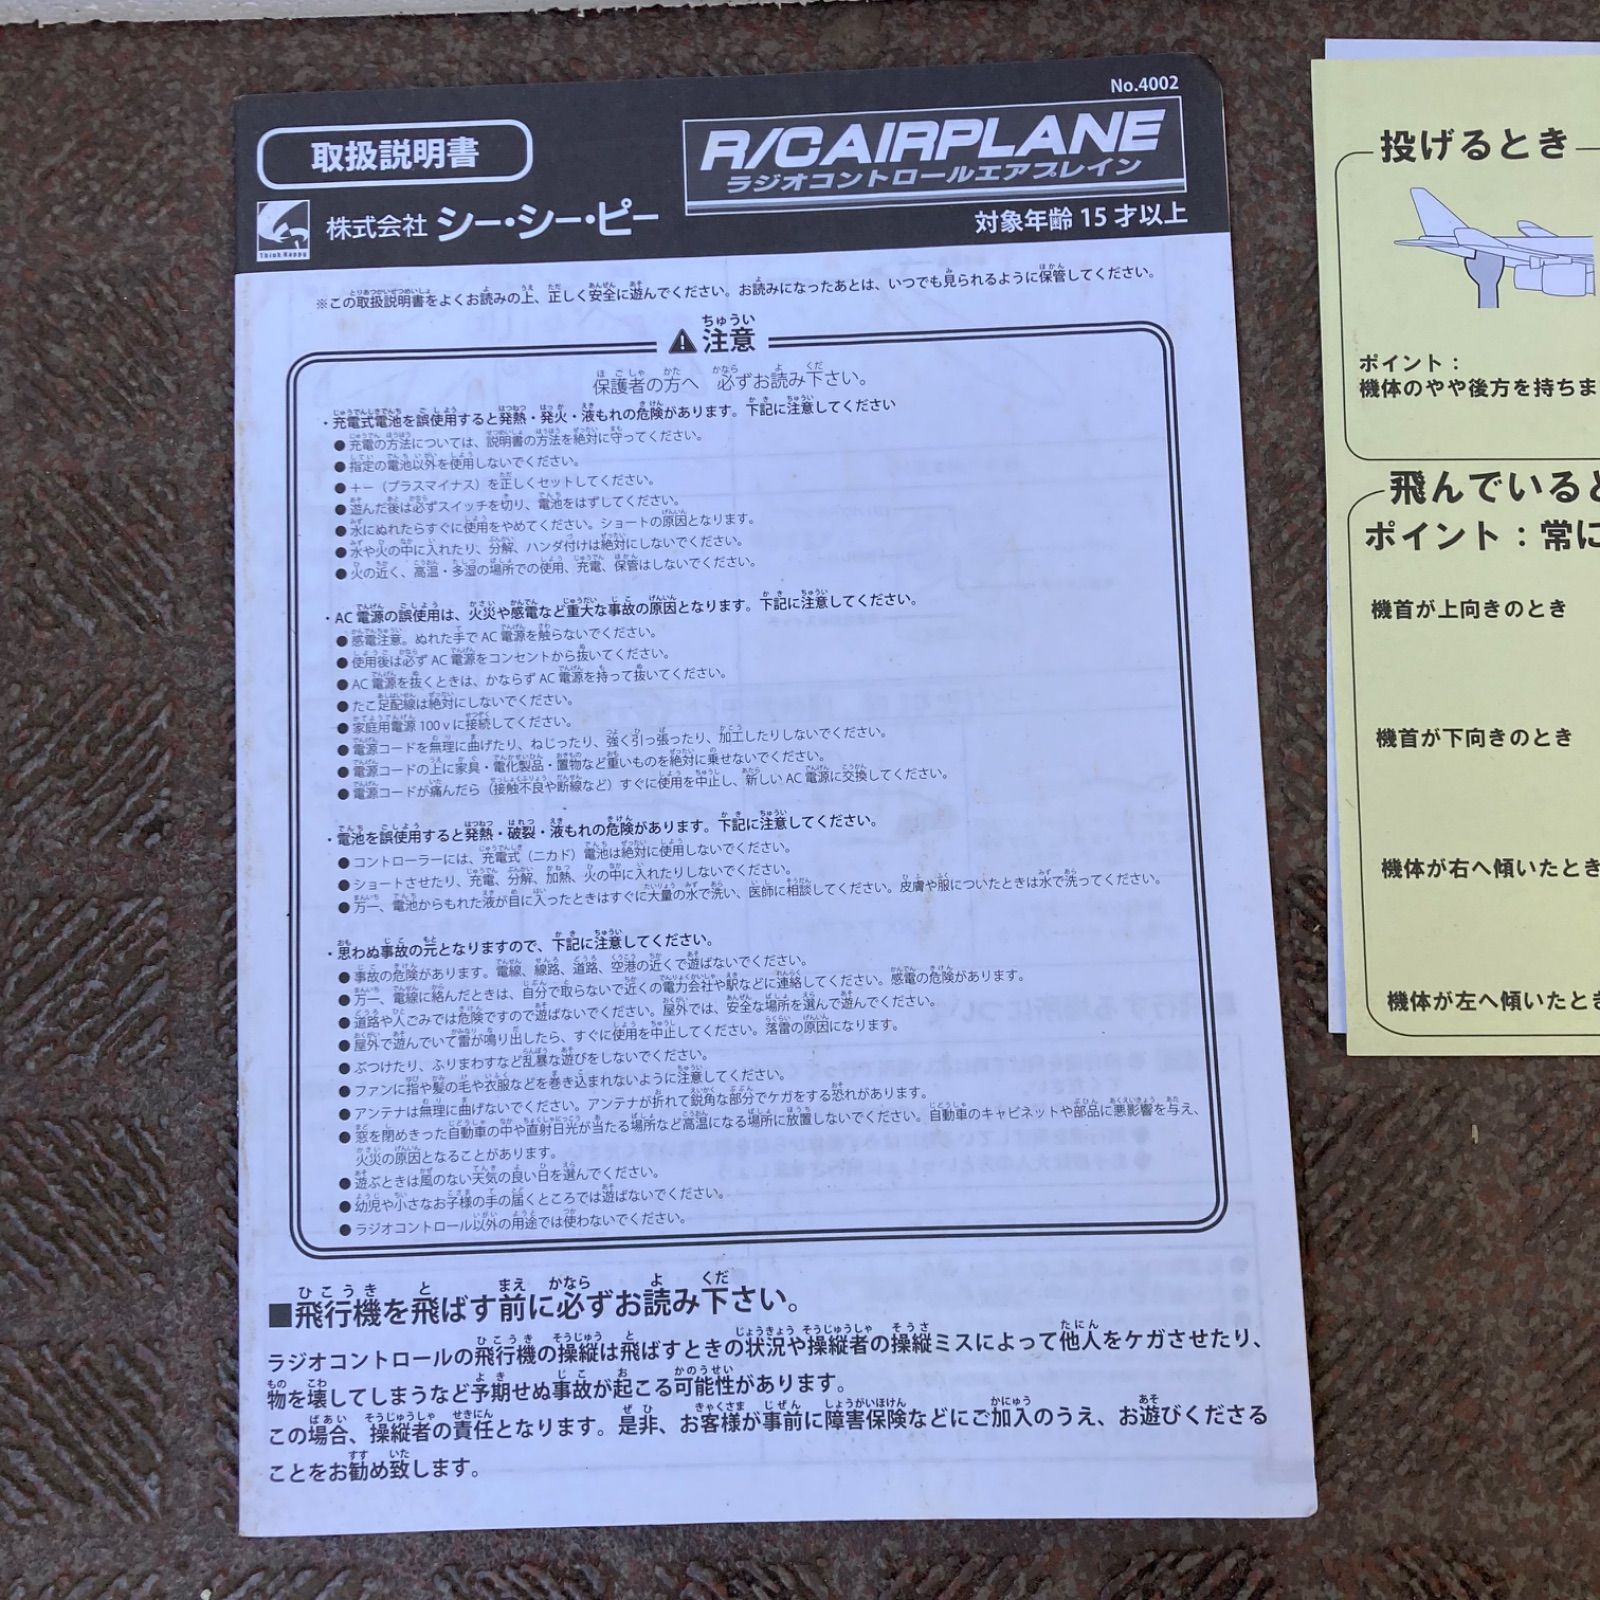 No.4002
取扱説明書
R/C AIRPLANE
ラジオコントロールエアプレイン
Think Happy
株式会社 シー・シー・ピー
対象年齢 15 才以上
※この取扱説明書をよくお読みの上、正しく安全に遊んでください。お読みになったあとは、いつでも見られるように保管してください。
注意
保護者の方へ 必ずお読み下さい。
・充電式電池を誤使用すると発熱・発火・液もれの危険があります。下記に注意してください
●充電の方法については、説明書の方法を絶対に守ってください。
●指定の電池以外を使用しないでください。
●+−(プラスマイナス)を正しくセットしてください。
●遊んだ後は必ずスイッチを切り、電池をはずしてください。
●水にぬれたらすぐに使用をやめてください。ショートの原因となります。
●水や火の中に入れたり、分解、ハンダ付けは絶対にしないでください。
●火の近く、高温・多湿の場所での使用、充電、保管はしないでください。
・AC 電源の誤使用は、火災や感電など重大な事故の原因となります。下記に注意してください。
●感電注意。ぬれた手で AC 電源を触らないでください。
●使用後は必ず AC 電源をコンセントから抜いてください。
●AC 電源を抜くときは、かならず AC 電源を持って抜いてください。
●たこ足配線は絶対にしないでください。
●家庭用電源 100 v に接続してください。
●電源コードを無理に曲げたり、ねじったり、強く引っ張ったり、加工したりしないでください。
●電源コードの上に家具・電化製品・置物など重いものを絶対に乗せないでください。
●電源コードが痛んだら(接触不良や断線など)すぐに使用を中止し、新しい AC 電源に交換してください。
・電池を誤使用すると発熱・破裂・液もれの危険があります。下記に注意してください。
●コントローラーには、充電式(ニカド)電池は絶対に使用しないでください。
●ショートさせたり、充電、分解、加熱、火の中に入れたりしないでください。
●万一、電池からもれた液が目に入ったときはすぐに大量の水で洗い、医師に相談してください。皮膚や服についたときは水で洗ってください。
・思わぬ事故の元となりますので、下記に注意してください。
●事故の危険があります。電線、線路、道路、空港の近くで遊ばないでください。
●万一、電線に絡んだときは、自分で取らないで近くの電力会社や駅などに連絡してください。感電の危険があります。
●道路や人ごみでは危険ですので遊ばないでください。屋外では、安全な場所を選んで遊んでください。
●屋外で遊んでいて雷が鳴り出したら、すぐに使用を中止してください。落雷の原因になります。
●ぶつけたり、ふりまわすなど乱暴な遊びをしないでください。
●ファンに指や髪の毛や衣服などを巻き込まれないように注意してください。
●アンテナは無理に曲げないでください。アンテナが折れて鋭角な部分でケガをする恐れがあります。
●窓を閉めきった自動車の中や直射日光が当たる場所など高温になる場所に放置しないでください。自動車のキャビネットや部品に悪影響を与え、
火災の原因となることがあります。
●遊ぶときは風のない天気の良い日を選んでください。
●幼児や小さなお子様の手の届くところでは遊ばないでください。
●ラジオコントロール以外の用途では使わないでください。
■飛行機を飛ばす前に必ずお読み下さい。
ラジオコントロールの飛行機の操縦は飛ばすときの状況や操縦者の操縦ミスによって他人をケガさせたり、
物を壊してしまうなど予期せぬ事故が起こる可能性があります。
この場合、操縦者の責任となります。是非、お客様が事前に障害保険などにご加入のうえ、お遊びくださる
ことをお勧め致します。
投げるとき
ポイント：
機体のやや後方を持ちま
飛んでいると
ポイント：常に
機首が上向きのとき
機首が下向きのとき
機体が右へ傾いたとき
機体が左へ傾いたとき